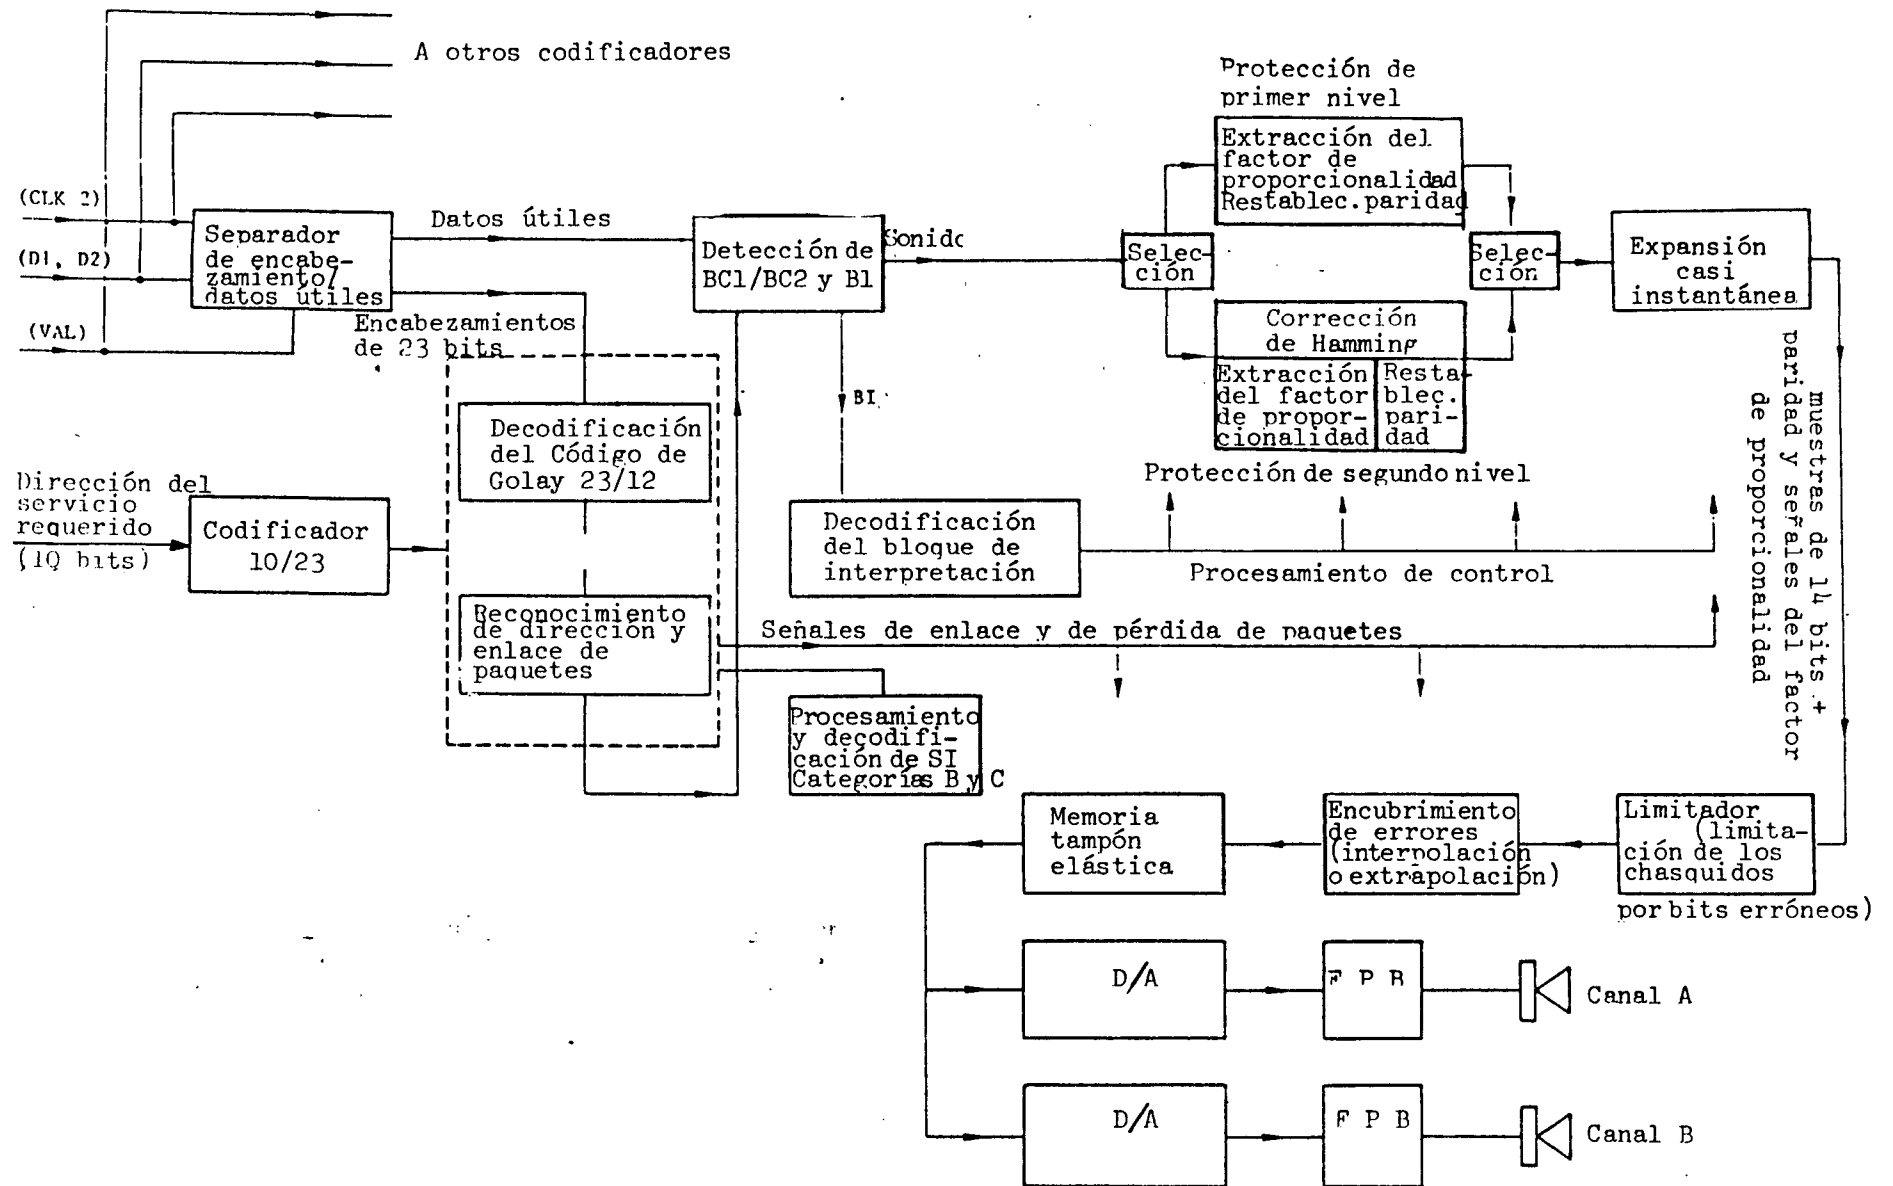 A otros codificadores
Protección de
primer nivel
Extracción del
factor de
proporcionalidad
Restablec.paridad
(CLK 2)
(D1, D2)
(VAL)
Separador
de encabe-
zamiento/
datos útiles
Datos útiles
Encabezamientos
de 23 bits
Detección de
BC1/BC2 y B1
Sonido
Selec-
ción
Selec-
ción
Expansión
casi
instantánea
Corrección
de Hamming
Extracción
del factor
de propor-
cionalidad
Resta-
blec.
pari-
dad
Protección de segundo nivel
BI
muestras de 14 bits +
paridad y señales del factor
de proporcionalidad
Dirección del
servicio
requerido
(10 bits)
Codificador
10/23
Decodificación
del Código de
Golay 23/12
Decodificación
del bloque de
interpretación
Procesamiento de control
Reconocimiento
de dirección y
enlace de
paquetes
Señales de enlace y de pérdida de paquetes
Procesamiento
y decodifi-
cación de SI
Categorías B y C
Memoria
tampón
elástica
Encubrimiento
de errores
(interpolación
o extrapolación)
Limitador
(limita-
ción de los
chasquidos
por bits erróneos)
D/A
F P B
Canal A
D/A
F P B
Canal B